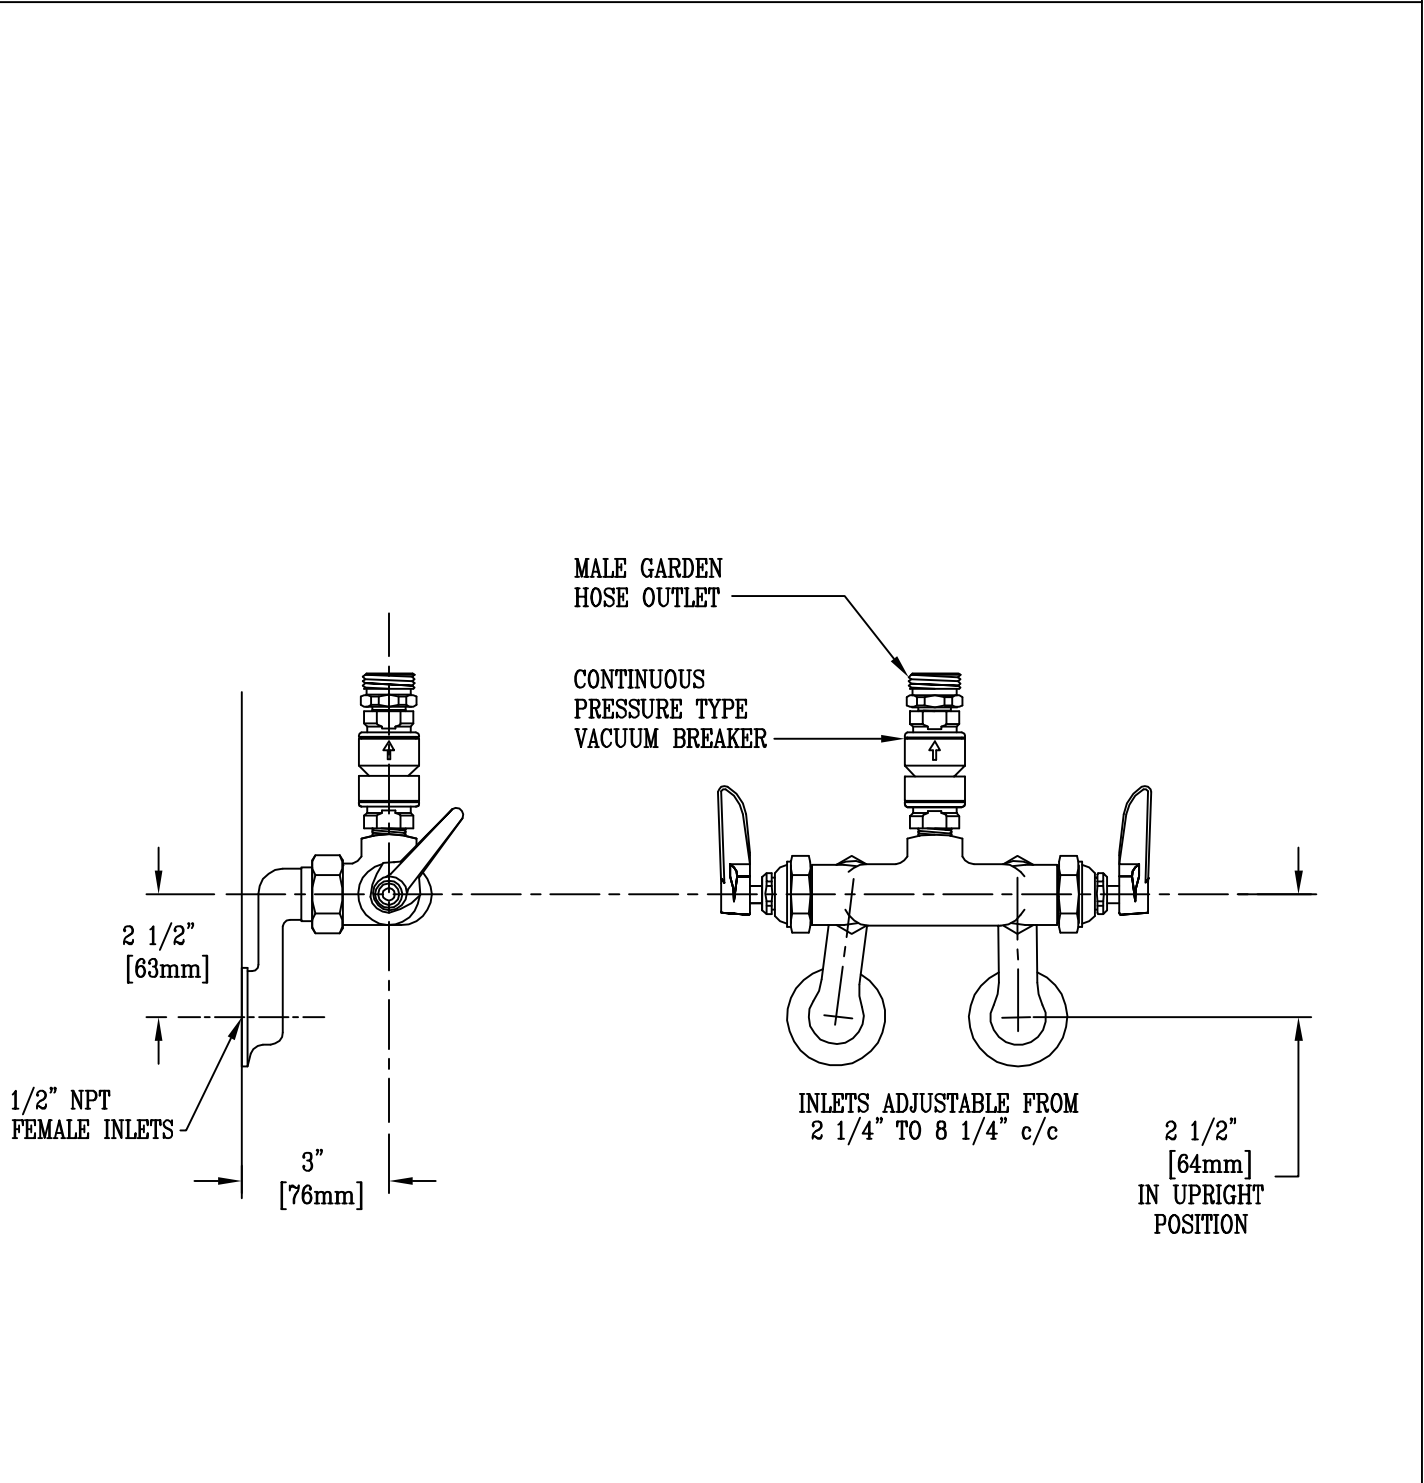 MALE GARDEN
HOSE OUTLET
CONTINUOUS
PRESSURE TYPE
VACUUM BREAKER
2 1/2"
[63mm]
1/2" NPT
FEMALE INLETS
3"
[76mm]
INLETS ADJUSTABLE FROM
2 1/4" TO 8 1/4" c/c
2 1/2"
[64mm]
IN UPRIGHT
POSITION